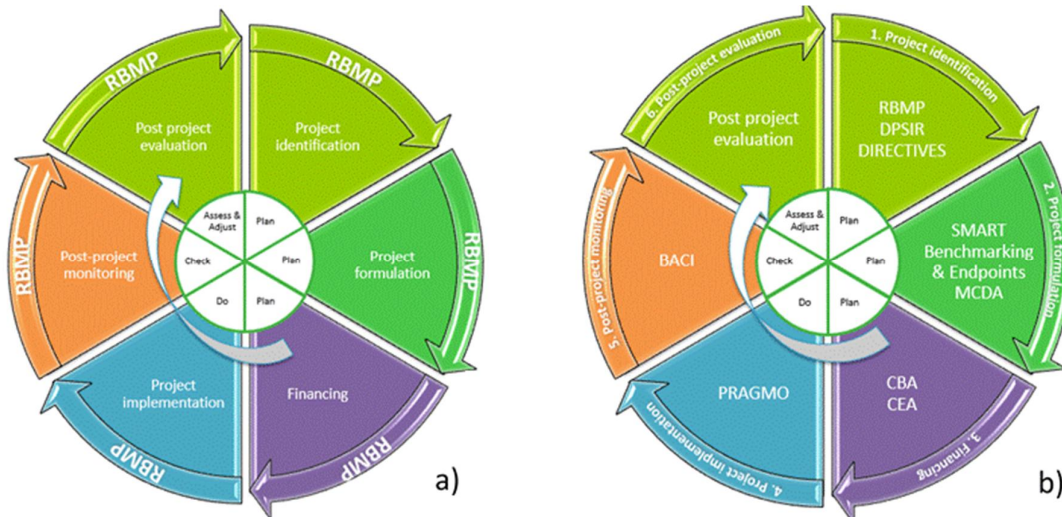 RBMP
RBMP
Post project
evaluation
Project
identification
RBMP
Post-project
monitoring
Project
formulation
RBMP
Project
implementation
Financing
RBMP
RBMP
Assess &
Adjust
Plan
Check
Plan
Do
Plan
a)
6. Post-project evaluation
1. Project identification
Post project
evaluation
RBMP
DPSIR
DIRECTIVES
5. Post-project monitoring
BACI
SMART
Benchmarking
& Endpoints
MCDA
2. Project formulation
PRAGMO
CBA
CEA
4. Project implementation
3. Financing
Assess &
Adjust
Plan
Check
Plan
Do
Plan
b)